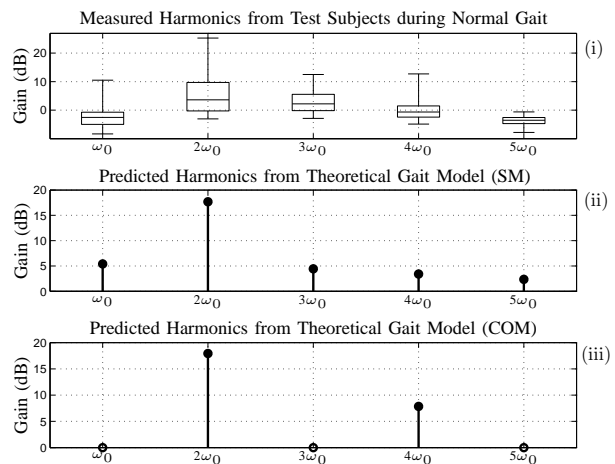 Measured Harmonics from Test Subjects during Normal Gait
(i)
Gain (dB)
20
10
0
ω0 2ω0 3ω0 4ω0 5ω0
Predicted Harmonics from Theoretical Gait Model (SM)
(ii)
Gain (dB)
20
15
10
5
0
ω0 2ω0 3ω0 4ω0 5ω0
Predicted Harmonics from Theoretical Gait Model (COM)
(iii)
Gain (dB)
20
15
10
5
0
ω0 2ω0 3ω0 4ω0 5ω0